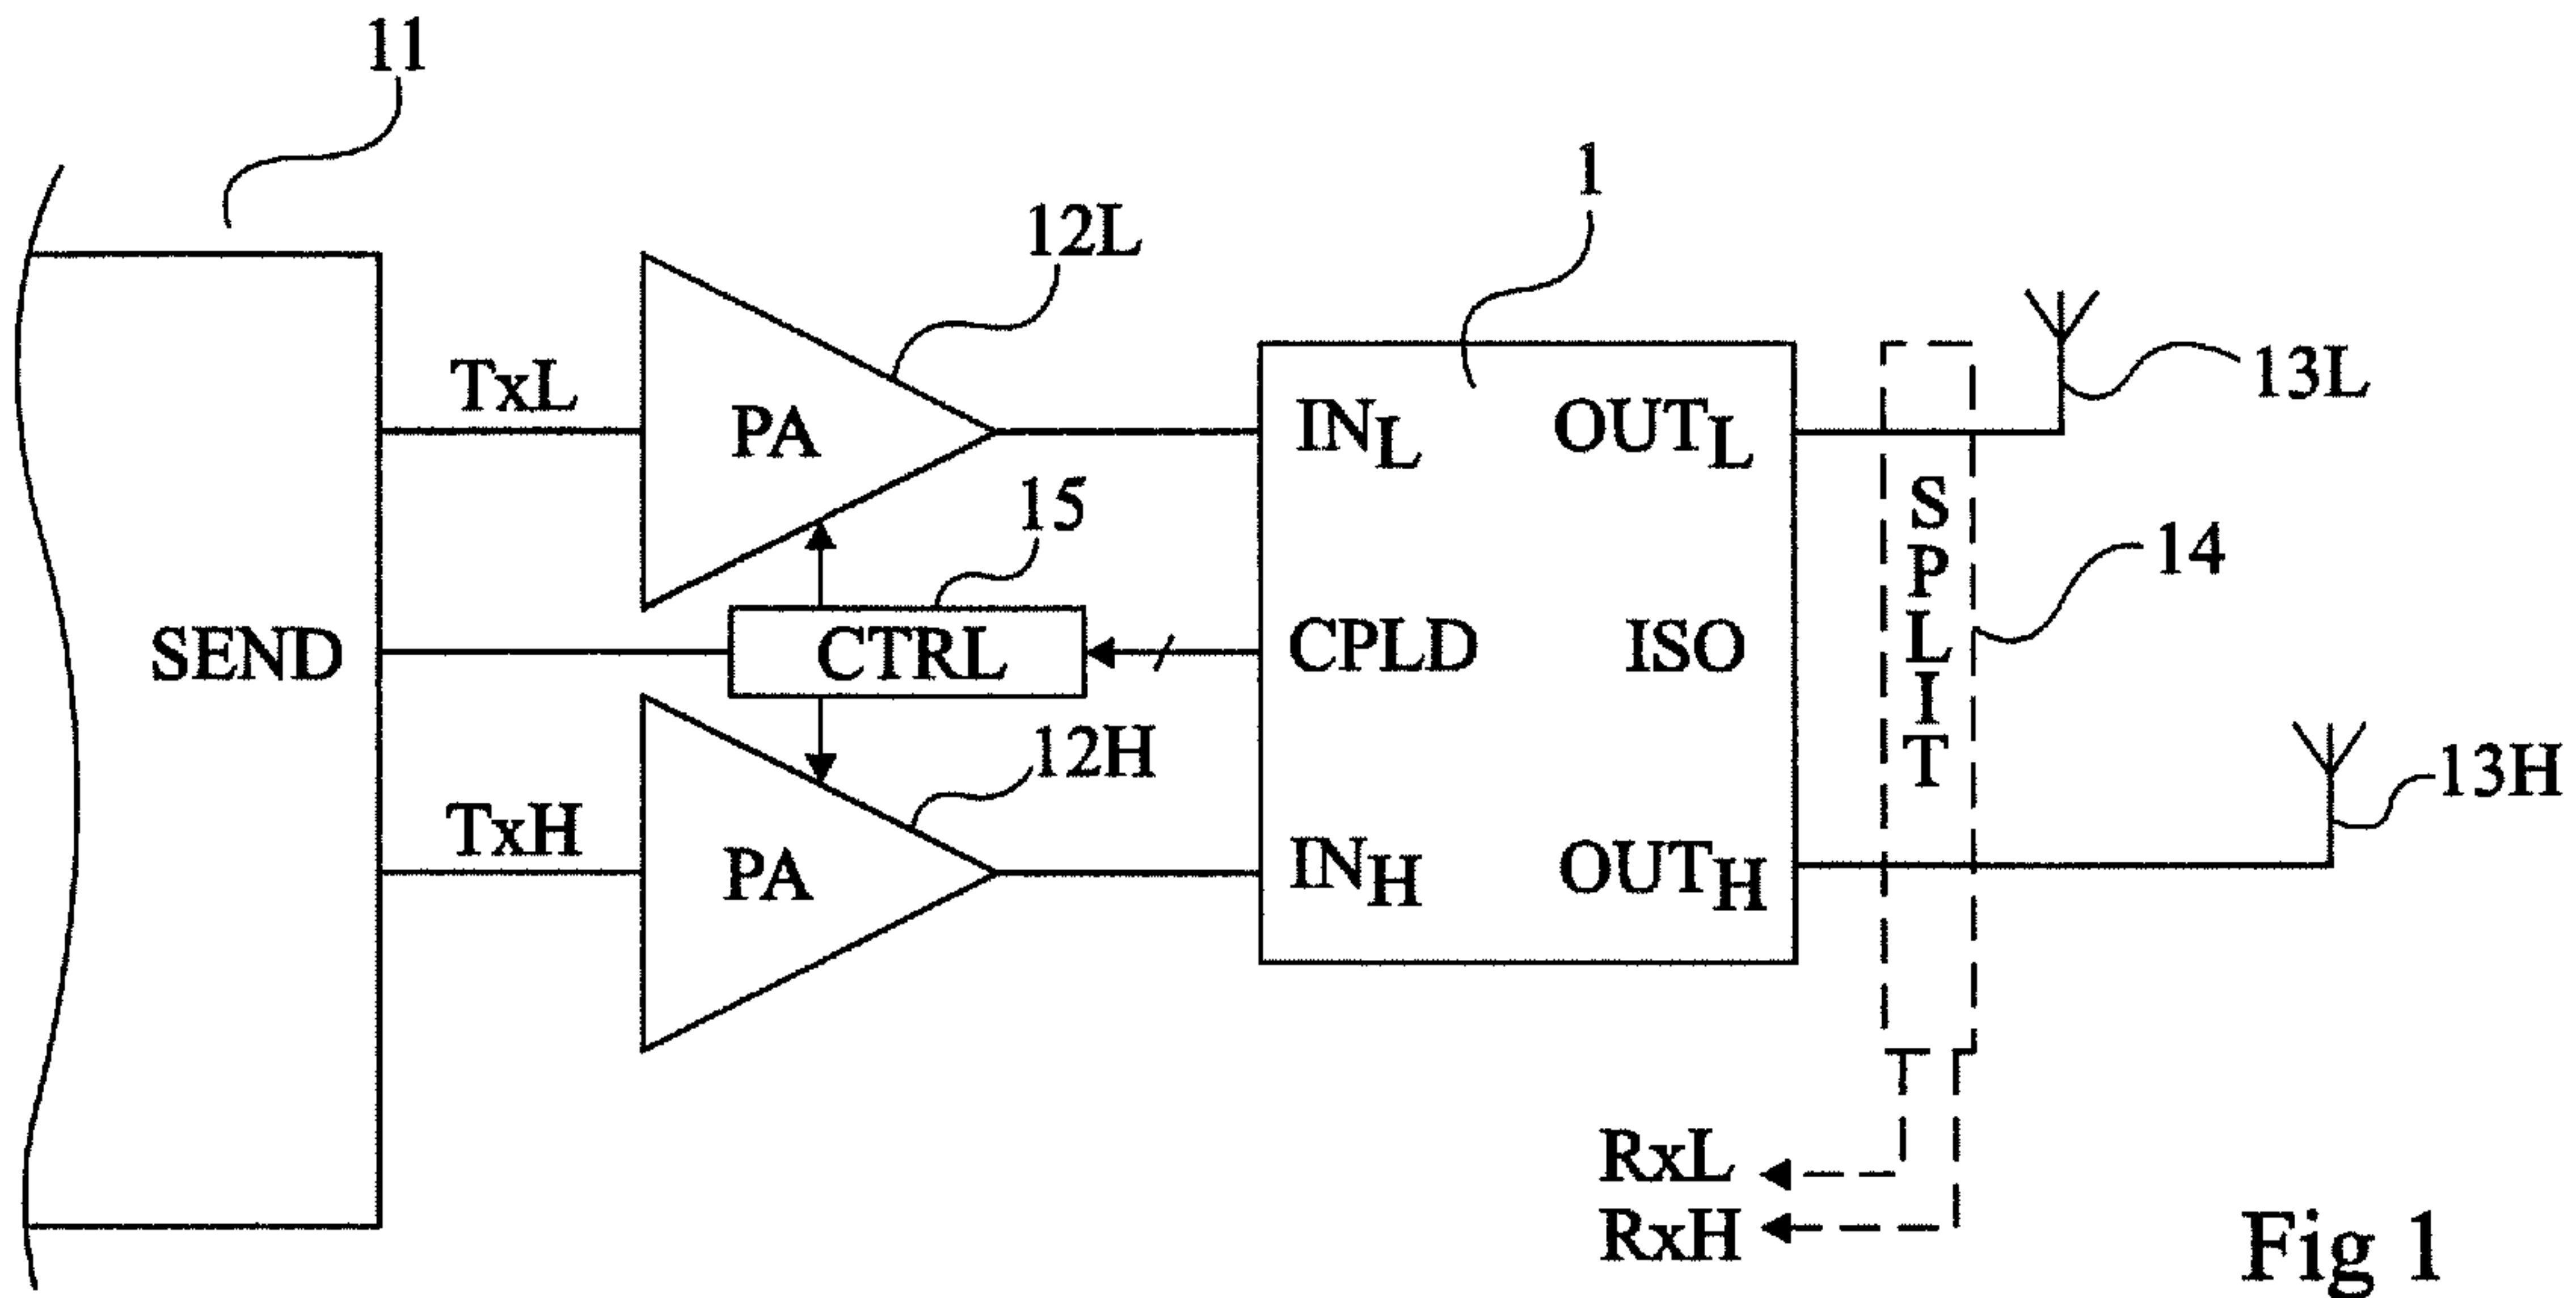 11
1
12L
TxL
PA
IN_L
OUT_L
13L
15
SPLIT
14
SEND
CTRL
CPLD
ISO
12H
13H
TxH
PA
IN_H
OUT_H
RxL
RxH
Fig 1